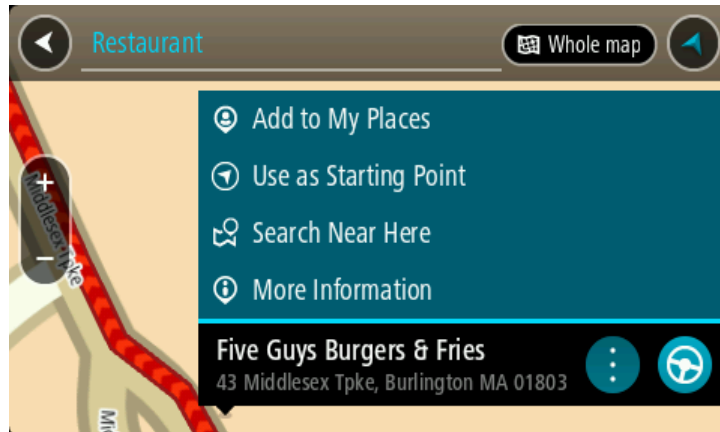 Restaurant
Whole map
Add to My Places
Use as Starting Point
Search Near Here
More Information
Five Guys Burgers & Fries
43 Middlesex Tpke, Burlington MA 01803
+
Middlesex Tpke
−